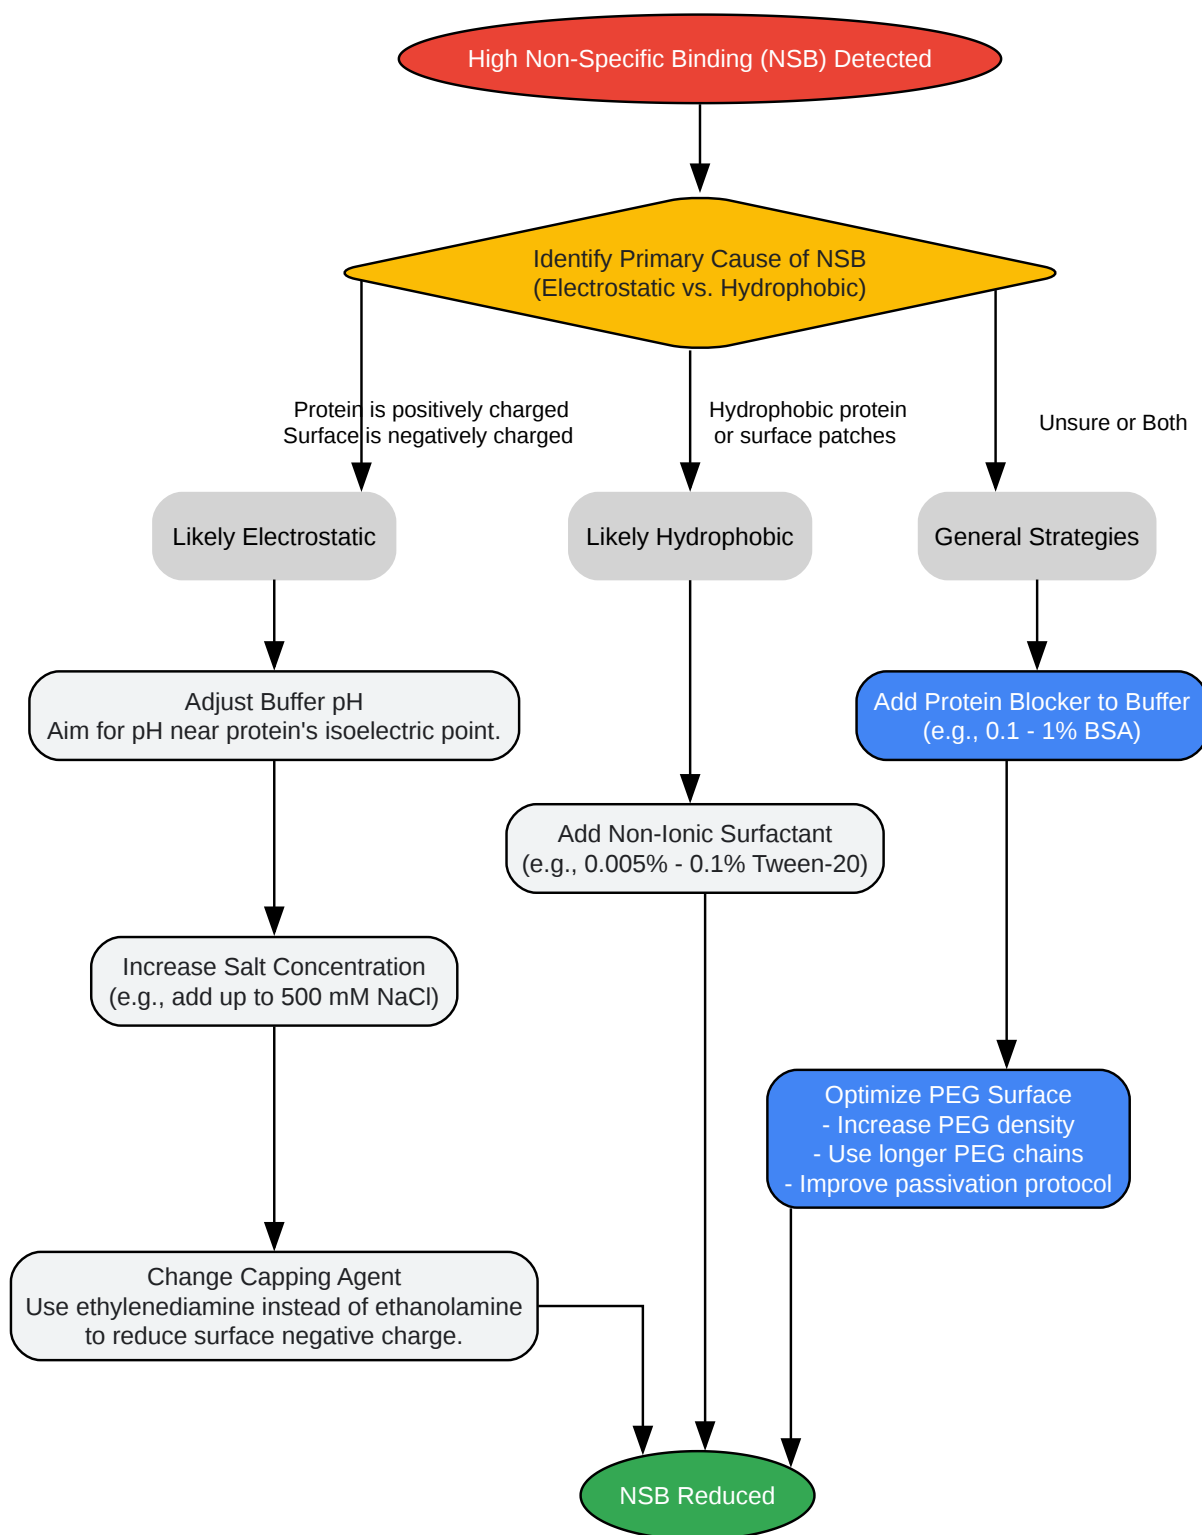 High Non-Specific Binding (NSB) Detected
Identify Primary Cause of NSB
(Electrostatic vs. Hydrophobic)
Protein is positively charged
Surface is negatively charged
Hydrophobic protein
or surface patches
Unsure or Both
Likely Electrostatic
Likely Hydrophobic
General Strategies
Adjust Buffer pH
Aim for pH near protein's isoelectric point.
Add Protein Blocker to Buffer
(e.g., 0.1 - 1% BSA)
Add Non-Ionic Surfactant
(e.g., 0.005% - 0.1% Tween-20)
Increase Salt Concentration
(e.g., add up to 500 mM NaCl)
Optimize PEG Surface
- Increase PEG density
- Use longer PEG chains
- Improve passivation protocol
Change Capping Agent
Use ethylenediamine instead of ethanolamine
to reduce surface negative charge.
NSB Reduced